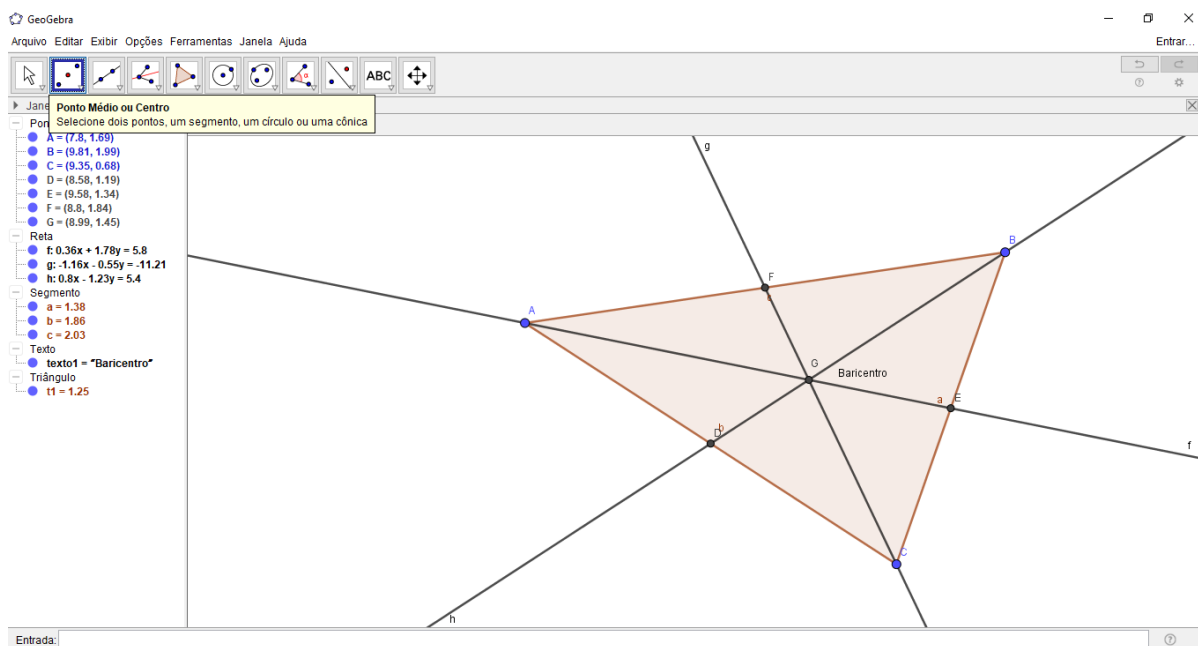 GeoGebra
Arquivo Editar Exibir Opções Ferramentas Janela Ajuda
Entrar...
ABC
Jane
Ponto Médio ou Centro
Selecione dois pontos, um segmento, um círculo ou uma cônica
Pon
A = (7.8, 1.69)
B = (9.81, 1.99)
C = (9.35, 0.68)
D = (8.58, 1.19)
E = (9.58, 1.34)
F = (8.8, 1.84)
G = (8.99, 1.45)
Reta
f: 0.36x + 1.78y = 5.8
g: -1.16x - 0.55y = -11.21
h: 0.8x - 1.23y = 5.4
Segmento
a = 1.38
b = 1.86
c = 2.03
Texto
texto1 = "Baricentro"
Triângulo
t1 = 1.25
g
B
F
c
A
G
Baricentro
a E
D b
f
C
h
Entrada: